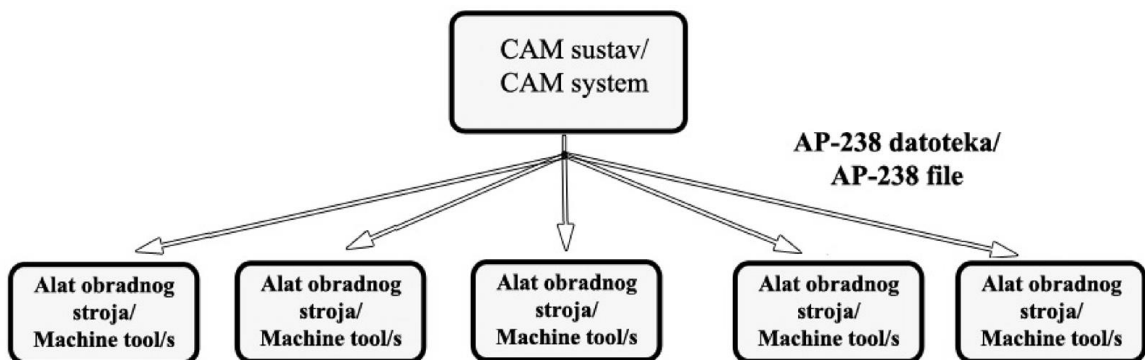 CAM sustav/
CAM system
AP-238 datoteka/
AP-238 file
Alat obradnog
stroja/
Machine tool/s
Alat obradnog
stroja/
Machine tool/s
Alat obradnog
stroja/
Machine tool/s
Alat obradnog
stroja/
Machine tool/s
Alat obradnog
stroja/
Machine tool/s